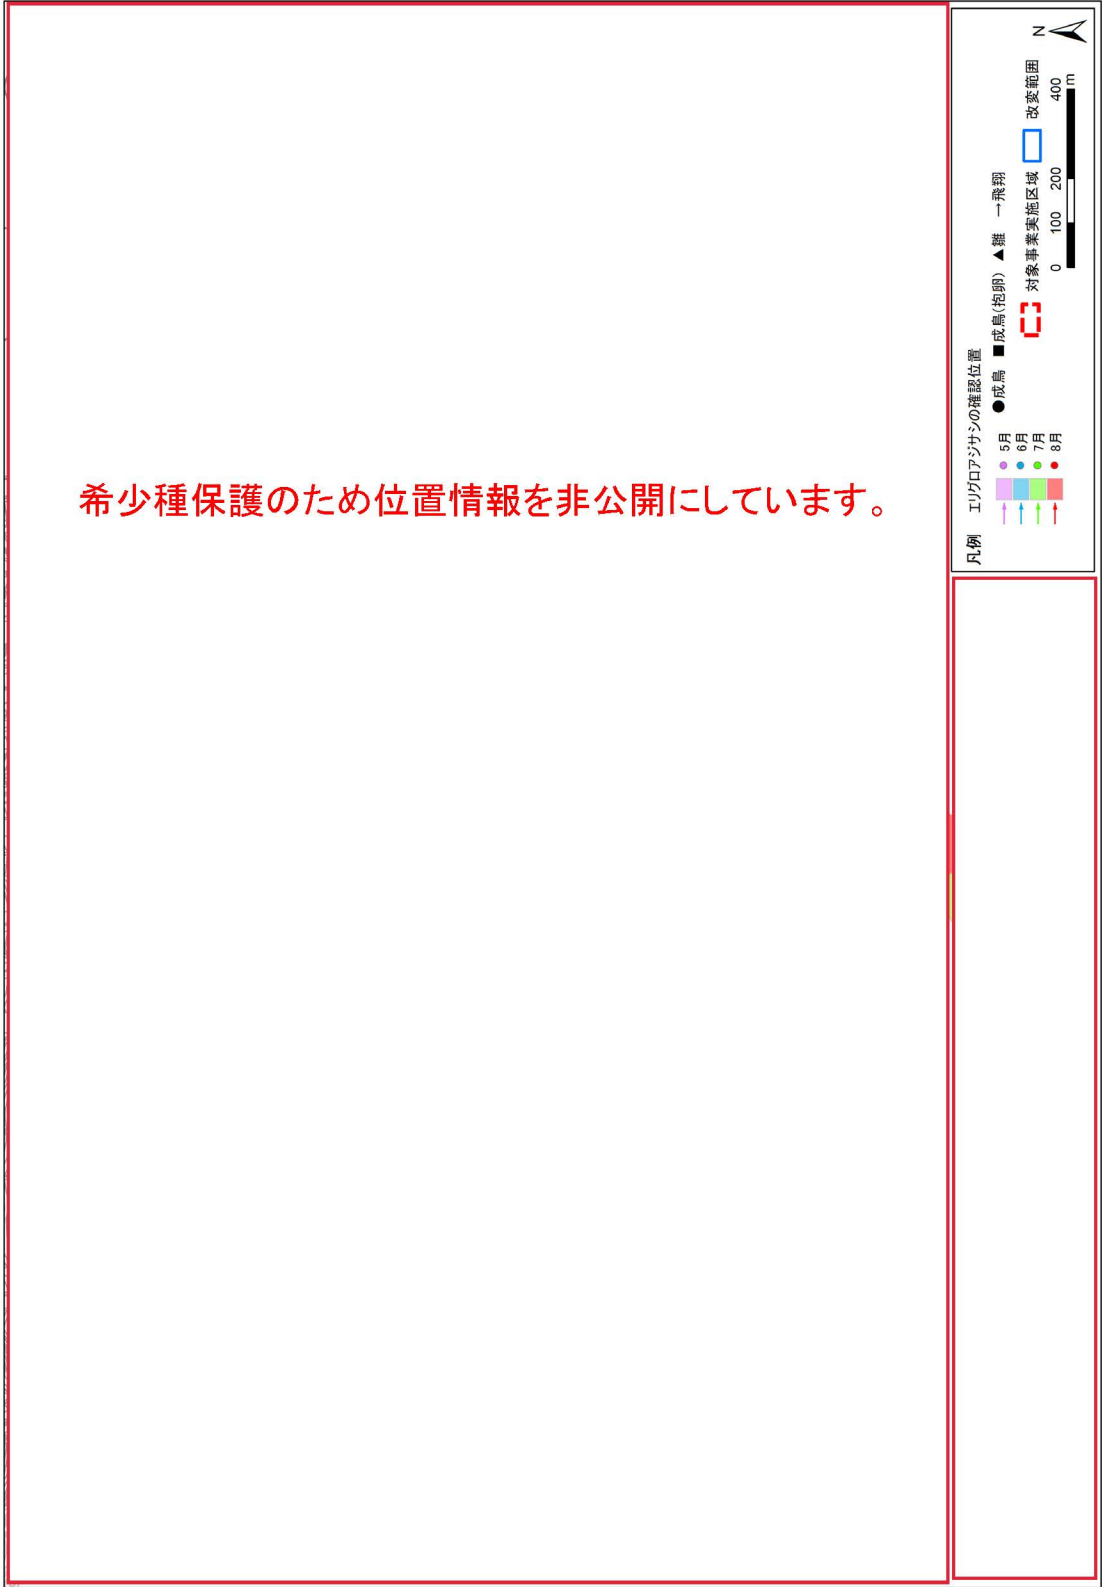 希少種保護のため位置情報を非公開にしています。
凡例 エリグロアジサシの確認位置
5月 ●成鳥 ■成鳥(抱卵) ▲雛 →飛翔
6月
7月
8月
対象事業実施区域 改変範囲
0 100 200 400
m
N